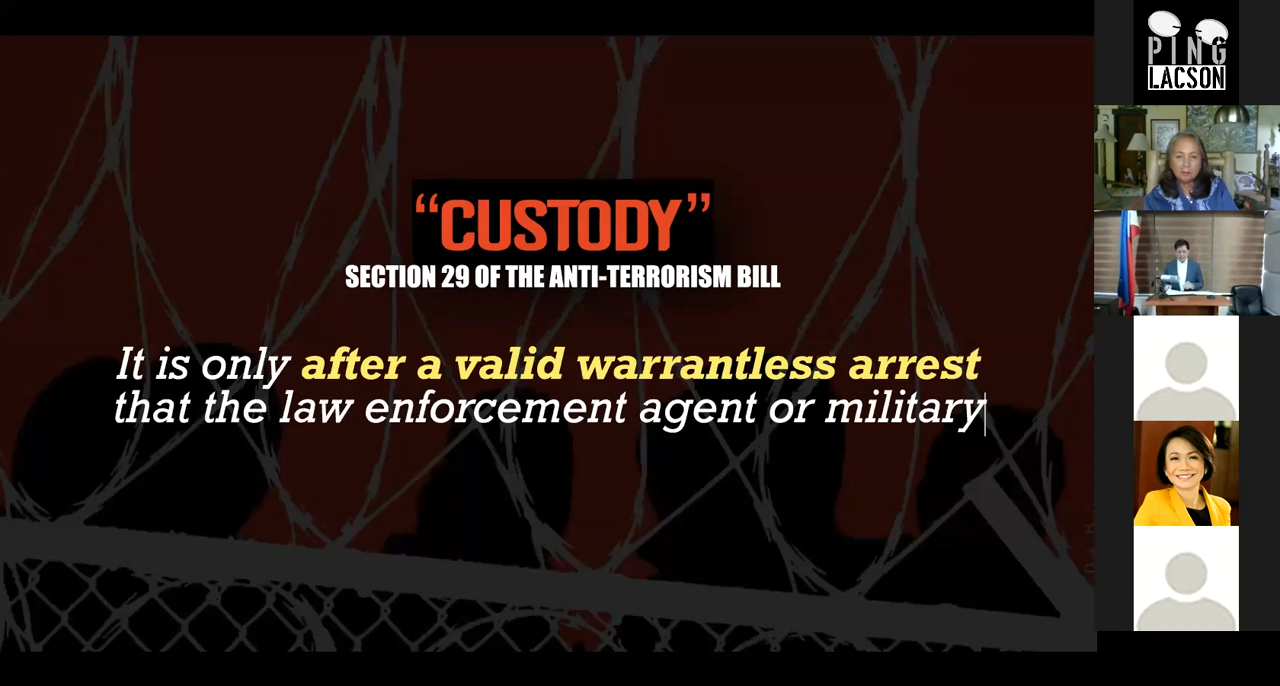 “CUSTODY”
SECTION 29 OF THE ANTI-TERRORISM BILL
It is only after a valid warrantless arrest
that the law enforcement agent or military
PING
LACSON